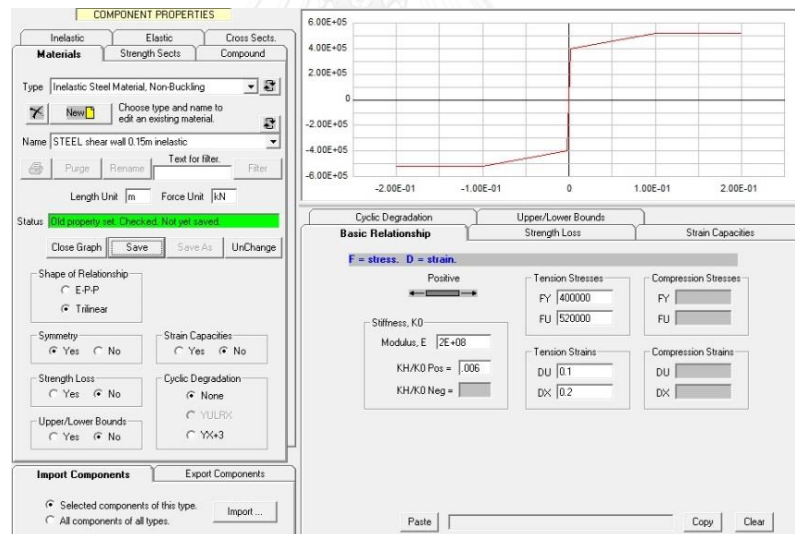 COMPONENT PROPERTIES
Inelastic Elastic Cross Sects.
Materials Strength Sects Compound
Type Inelastic Steel Material, Non-Buckling
New Choose type and name to
edit an existing material.
Name STEEL shear wall 0.15m inelastic
Text for filter.
Purge Rename Filter
Length Unit m Force Unit kN
Status Old property set. Checked. Not yet saved.
Close Graph Save Save As UnChange
Shape of Relationship
E-P-P
Trilinear
Symmetry
Yes No
Strain Capacities
Yes No
Strength Loss
Yes No
Cyclic Degradation
None
YULRX
YX+3
Upper/Lower Bounds
Yes No
Import Components Export Components
Selected components of this type.
All components of all types.
Import ...
6.00E+05
4.00E+05
2.00E+05
0
-2.00E+05
-4.00E+05
-6.00E+05
-2.00E-01 -1.00E-01 0 1.00E-01 2.00E-01
Cyclic Degradation Upper/Lower Bounds
Basic Relationship Strength Loss Strain Capacities
F = stress. D = strain.
Positive
Stiffness, K0
Modulus, E 2E+08
KH/K0 Pos = .006
KH/K0 Neg =
Tension Stresses
FY 400000
FU 520000
Compression Stresses
FY
FU
Tension Strains
DU 0.1
DX 0.2
Compression Strains
DU
DX
Paste Copy Clear